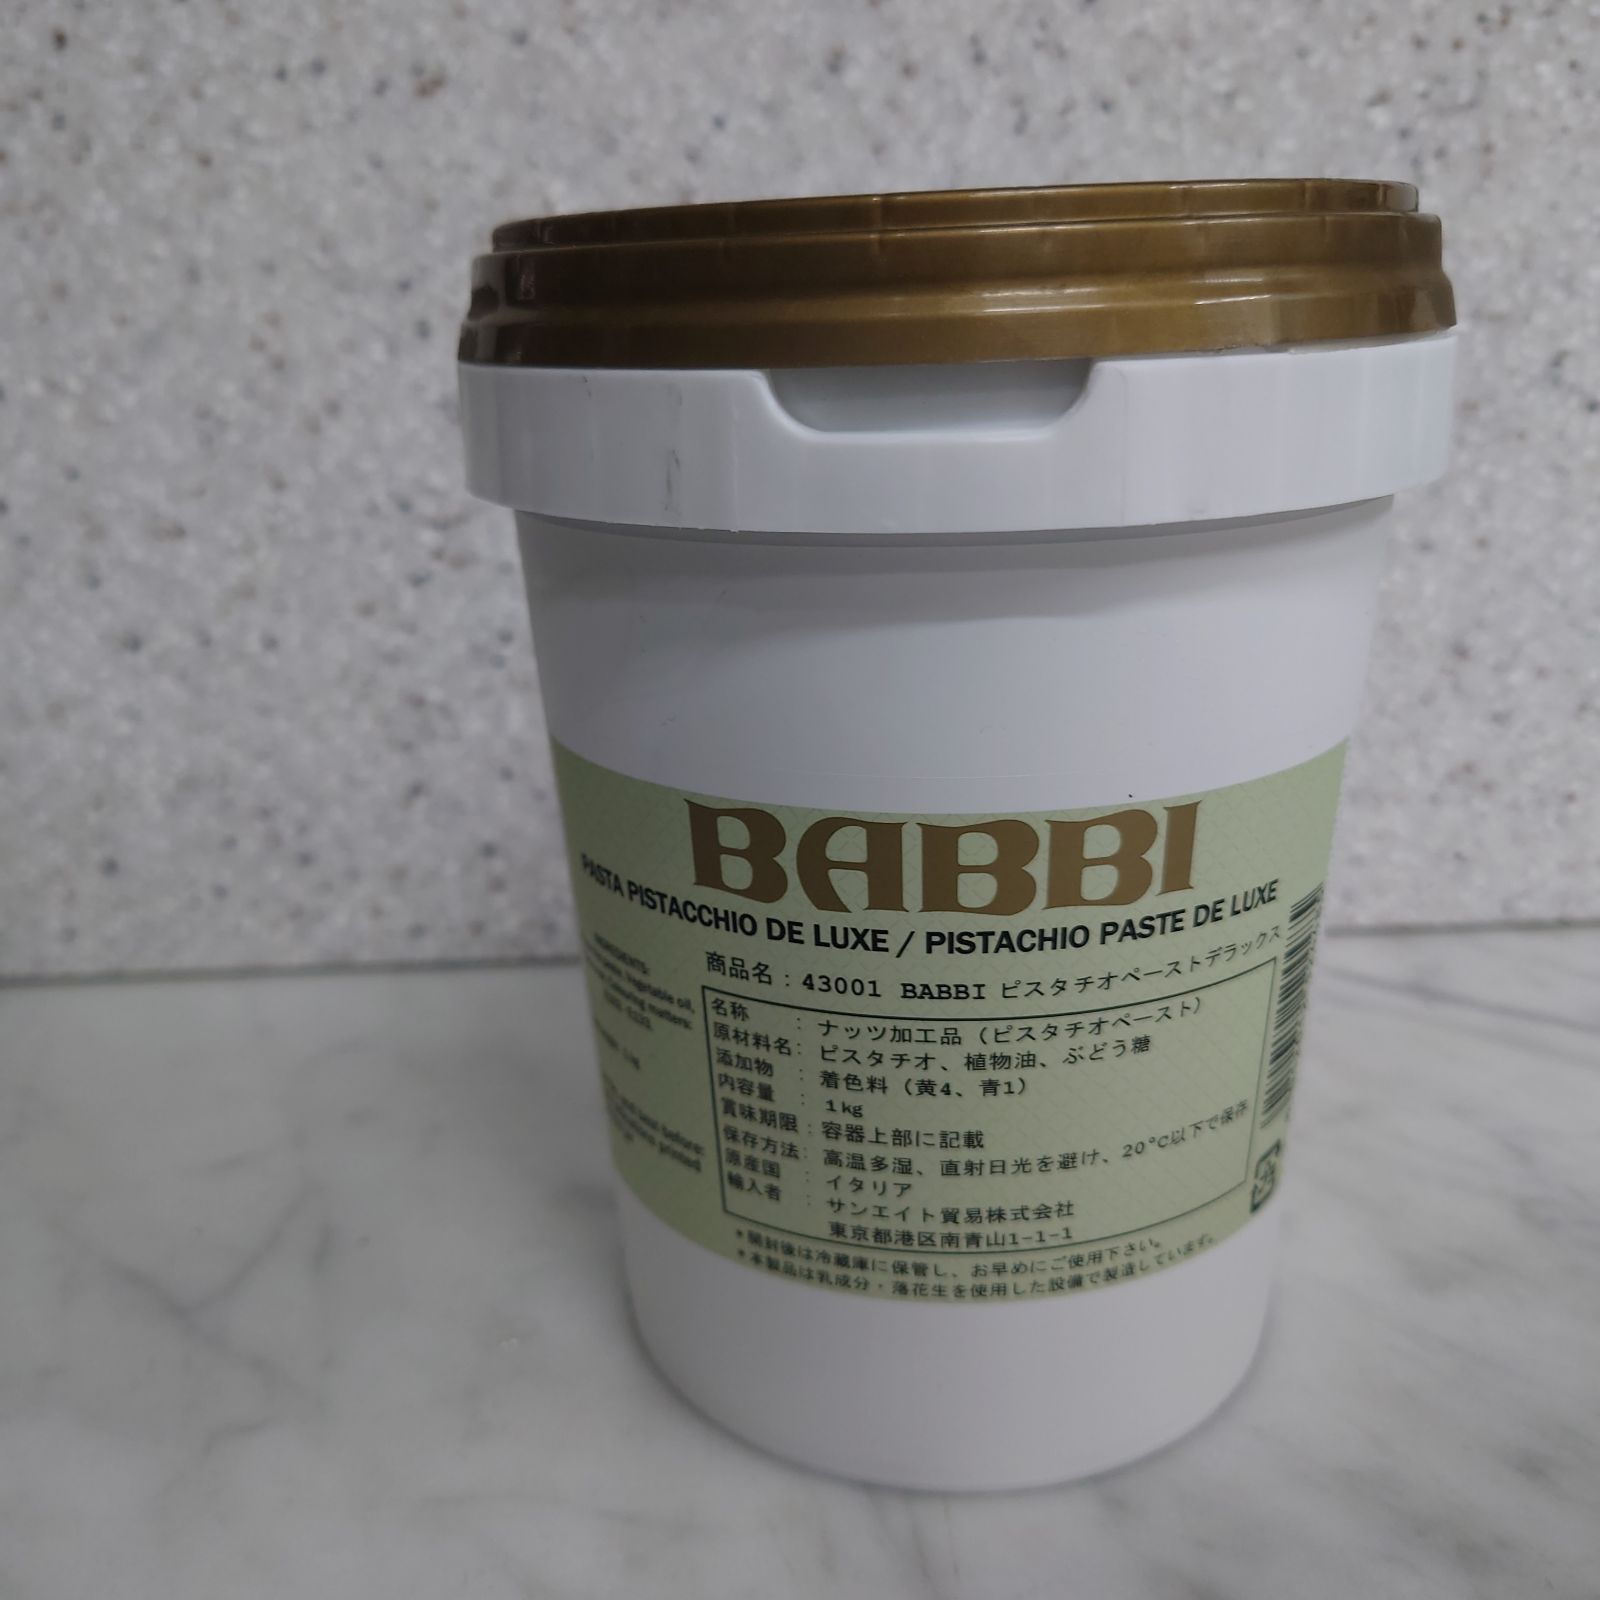 BABBI
PASTA PISTACCHIO DE LUXE / PISTACHIO PASTE DE LUXE
商品名：43001 BABBI ピスタチオペーストデラックス
名称 : ナッツ加工品 (ピスタチオペースト)
原材料名: ピスタチオ、植物油、ぶどう糖
添加物 : 着色料 (黄4、青1)
内容量 : 1kg
賞味期限: 容器上部に記載
保存方法: 高温多湿、直射日光を避け、20°C以下で保存
原産国 : イタリア
輸入者 : サンエイト貿易株式会社
東京都港区南青山1-1-1
*開封後は冷蔵庫に保管し、お早めにご使用下さい。
*本製品は乳成分・落花生を使用した設備で製造しています。
INGREDIENTS:
vegetable oil,
Colouring matters:
best before:
printed